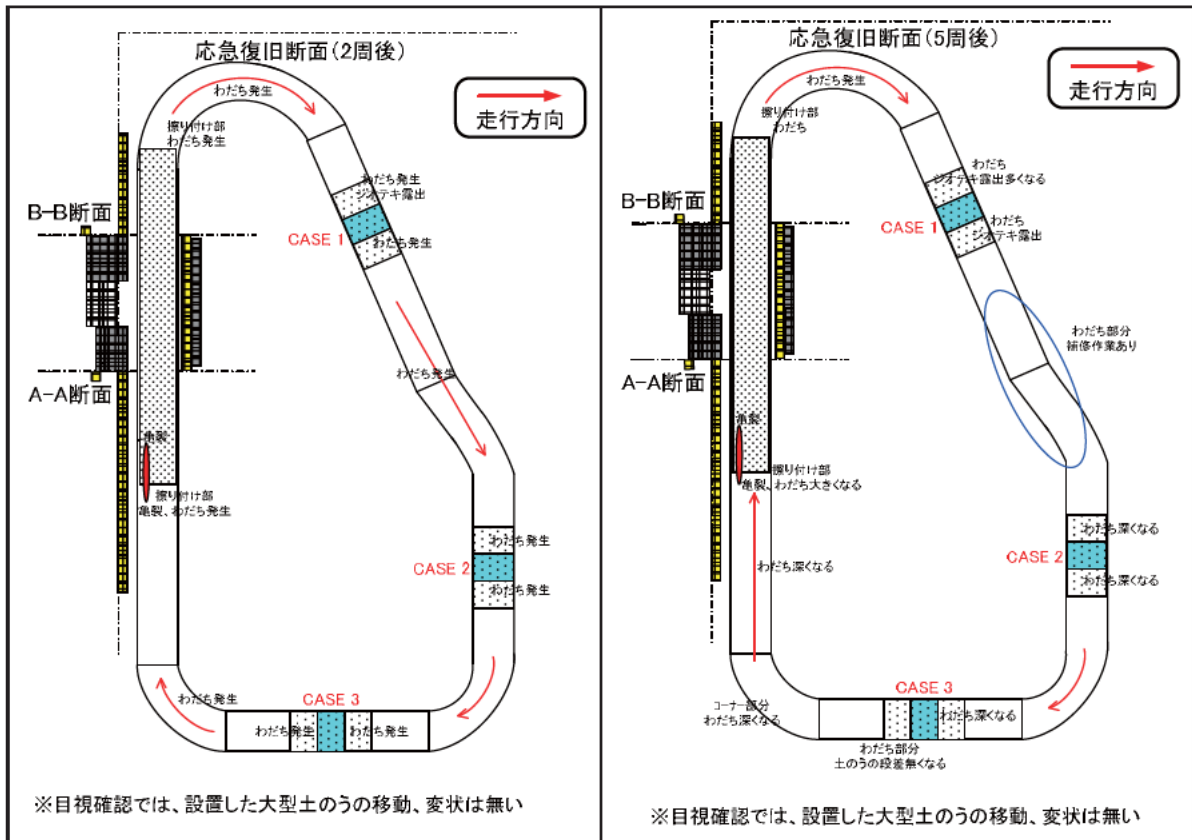 応急復旧断面(2周後)
わだち発生
走行方向
擦り付け部
わだち発生
わだち発生
ジオテキ露出
B-B断面
CASE 1
わだち発生
わだち発生
A-A断面
亀裂
擦り付け部
亀裂、わだち発生
わだち発生
CASE 2
わだち発生
わだち発生
CASE 3
わだち発生
わだち発生
※目視確認では、設置した大型土のうの移動、変状は無い
応急復旧断面(5周後)
わだち発生
走行方向
擦り付け部
わだち
わだち
ジオテキ露出多くなる
B-B断面
CASE 1
わだち
ジオテキ露出
わだち部分
補修作業あり
A-A断面
亀裂
擦り付け部
亀裂、わだち大きくなる
わだち深くなる
CASE 2
わだち深くなる
わだち深くなる
CASE 3
コーナー部分
わだち深くなる
わだち深くなる
わだち部分
土のうの段差無くなる
※目視確認では、設置した大型土のうの移動、変状は無い